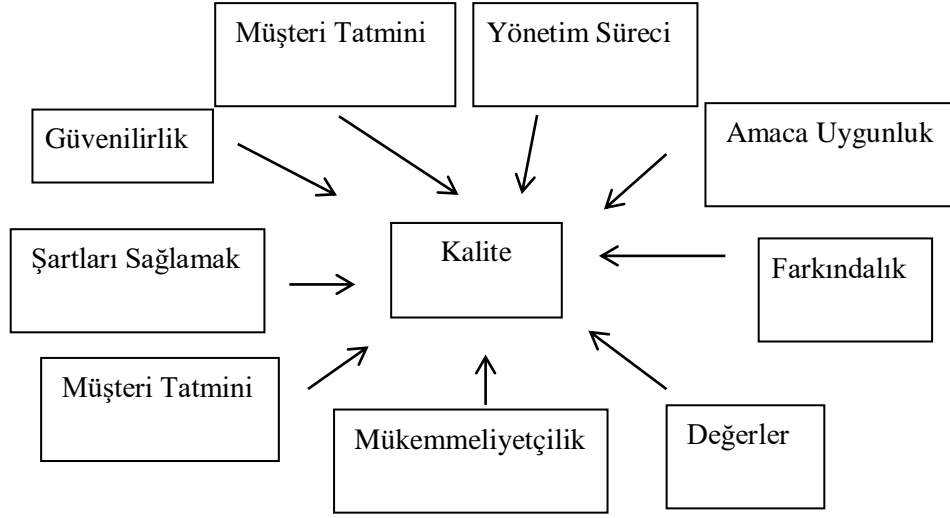 Müşteri Tatmini
Yönetim Süreci
Güvenilirlik
Amaca Uygunluk
Şartları Sağlamak
Kalite
Farkındalık
Müşteri Tatmini
Mükemmeliyetçilik
Değerler